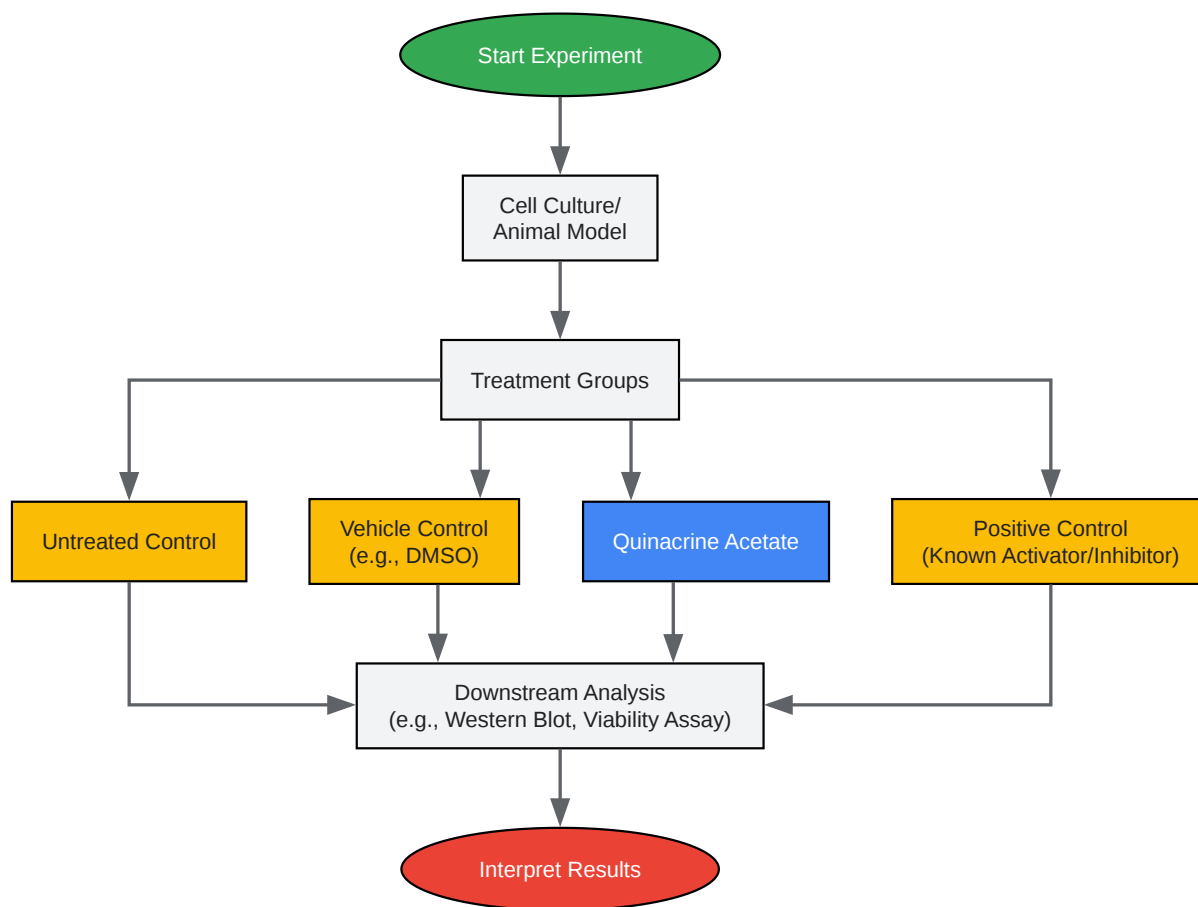 Start Experiment
Cell Culture/
Animal Model
Treatment Groups
Untreated Control
Vehicle Control
(e.g., DMSO)
Quinacrine Acetate
Positive Control
(Known Activator/Inhibitor)
Downstream Analysis
(e.g., Western Blot, Viability Assay)
Interpret Results